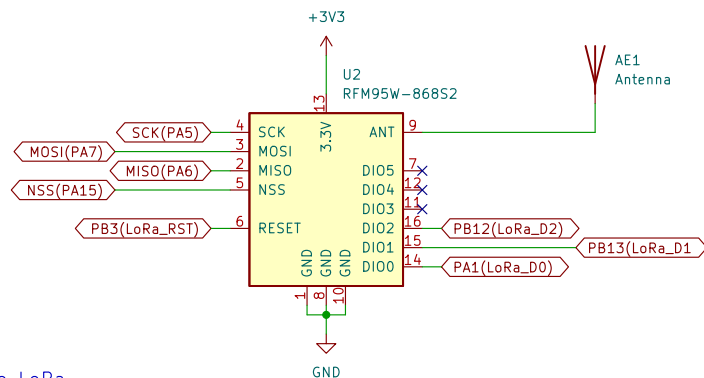 +3V3
U2
RFM95W-868S2
AE1
Antenna
13
3.3V
SCK(PA5)
4
SCK
ANT
9
MOSI(PA7)
3
MOSI
MISO(PA6)
2
MISO
DIO5
7
NSS(PA15)
5
NSS
DIO4
12
DIO3
11
PB3(LoRa_RST)
6
RESET
DIO2
16
PB12(LoRa_D2)
DIO1
15
PB13(LoRa_D1
DIO0
14
PA1(LoRa_D0)
GND
GND
GND
1
8
10
GND
LoRa